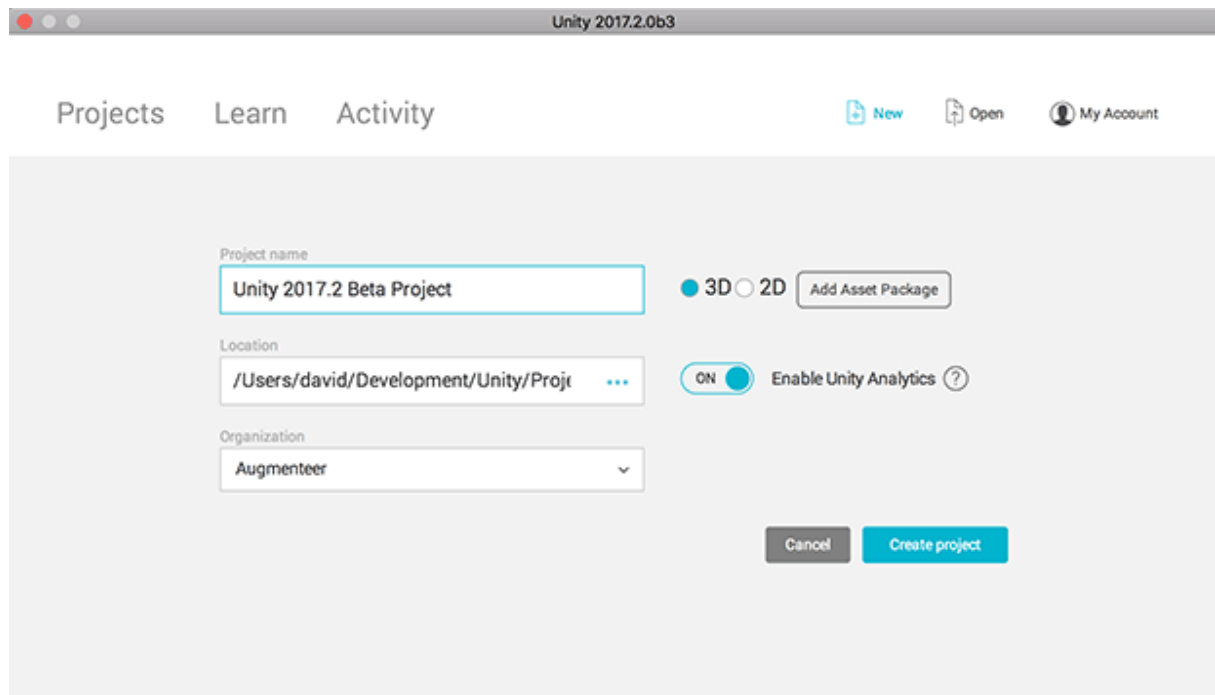 Unity 2017.2.0b3
Projects Learn Activity New Open My Account
Project name
Unity 2017.2 Beta Project 3D 2D Add Asset Package
Location
/Users/david/Development/Unity/Proje ... ON Enable Unity Analytics ?
Organization
Augmenteer
Cancel Create project